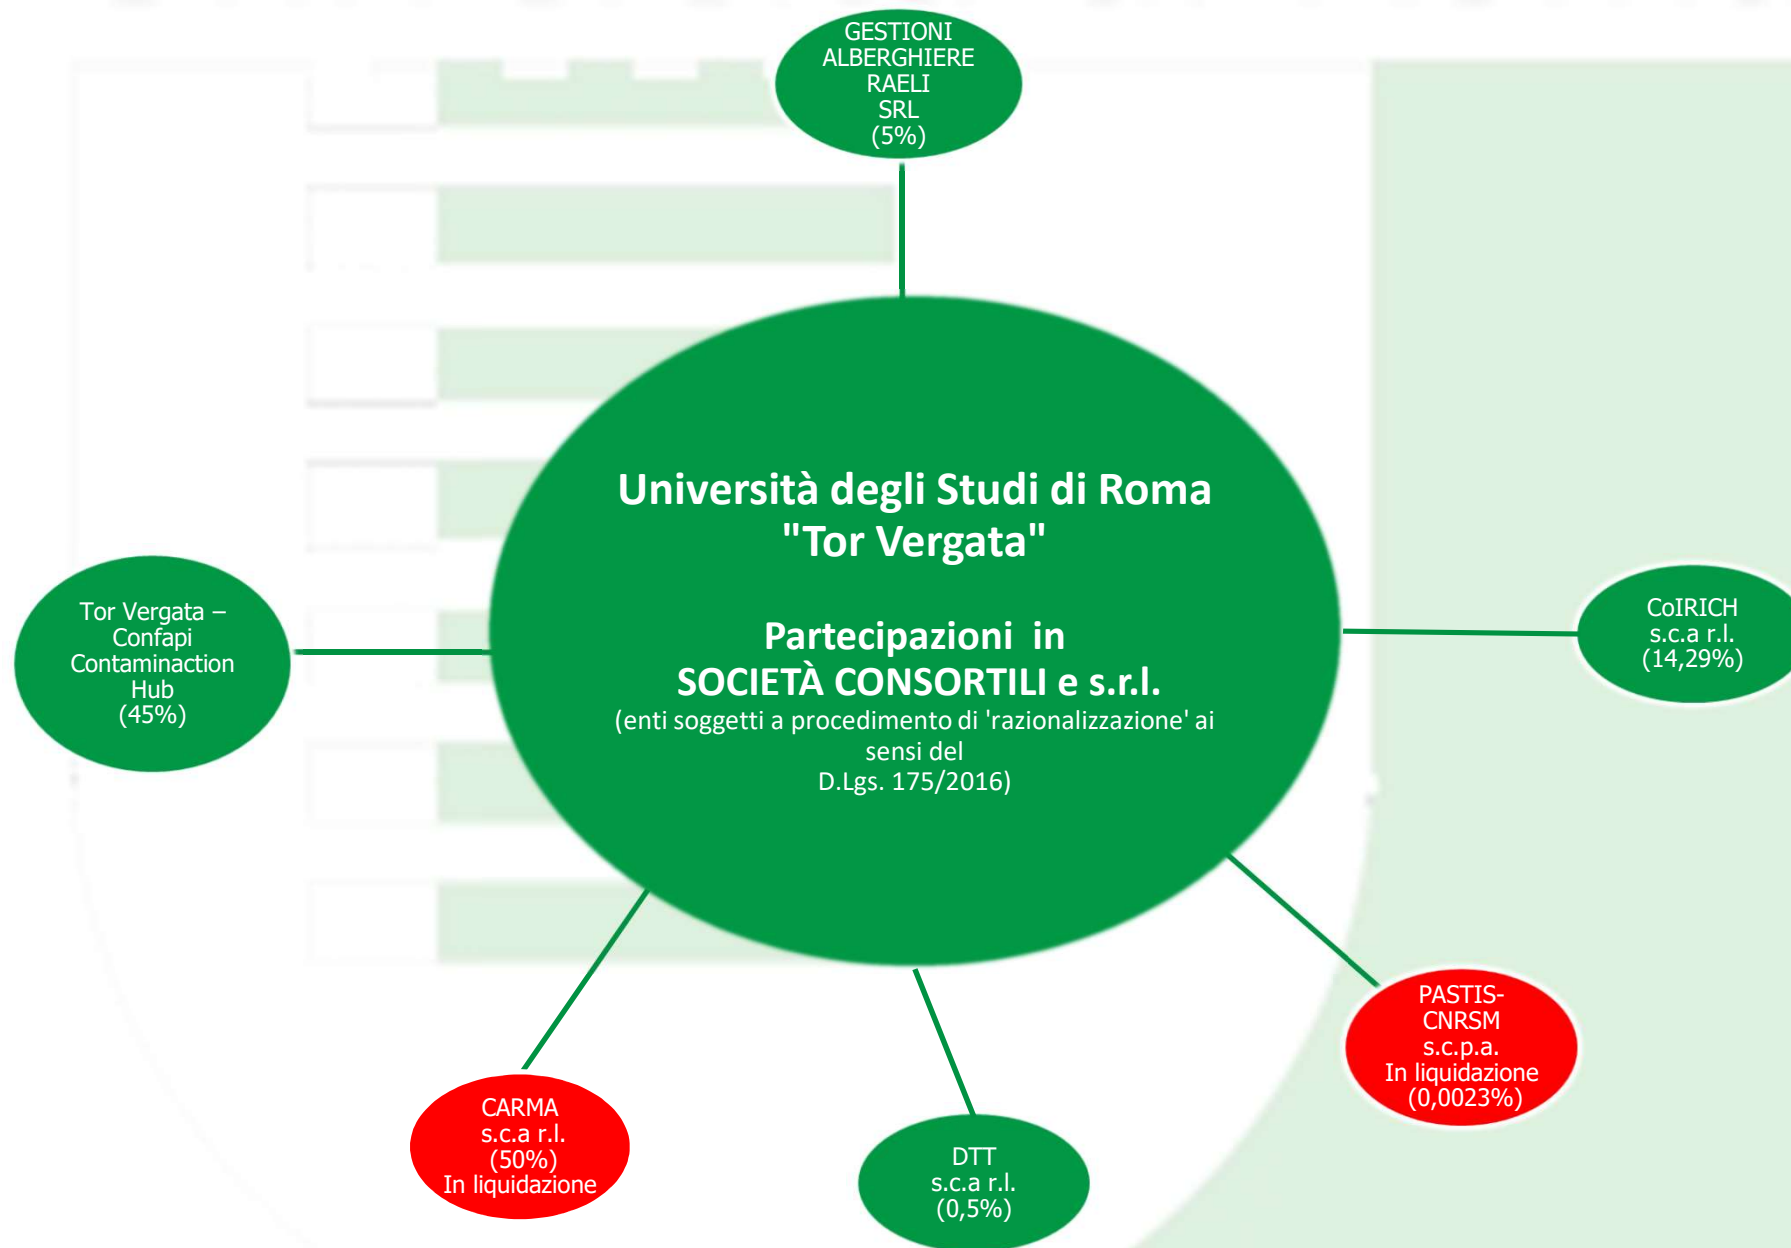 GESTIONI
ALBERGHIERE
RAELI
SRL
(5%)
Università degli Studi di Roma
"Tor Vergata"
Partecipazioni in
SOCIETÀ CONSORTILI e s.r.l.
(enti soggetti a procedimento di 'razionalizzazione' ai
sensi del
D.Lgs. 175/2016)
Tor Vergata –
Confapi
Contaminaction
Hub
(45%)
CoIRICH
s.c.a r.l.
(14,29%)
PASTIS-
CNRSM
s.c.p.a.
In liquidazione
(0,0023%)
CARMA
s.c.a r.l.
(50%)
In liquidazione
DTT
s.c.a r.l.
(0,5%)